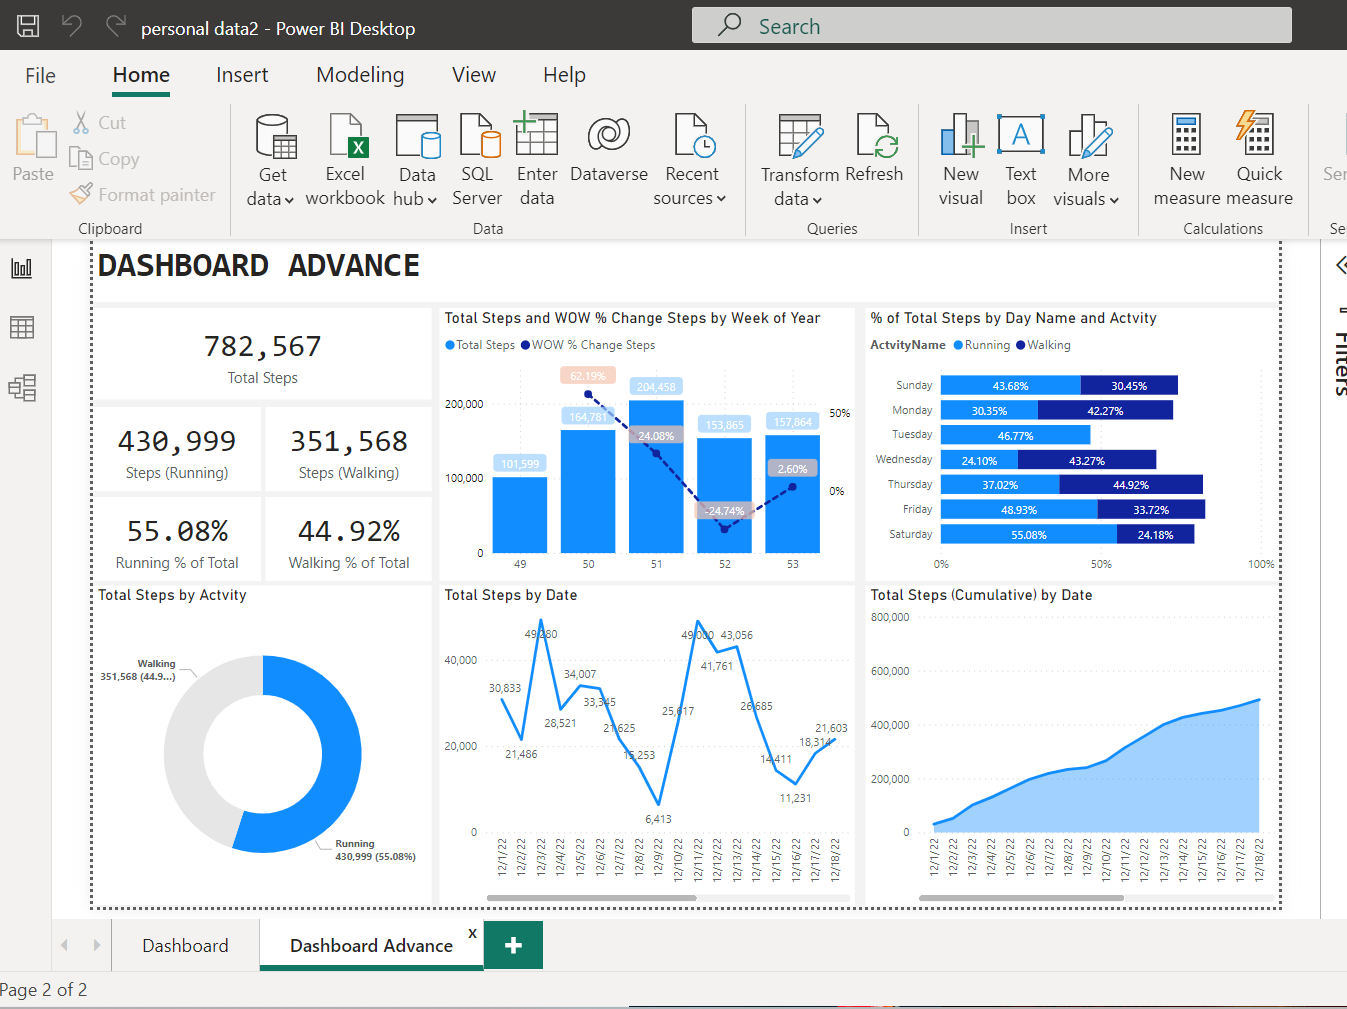 personal data2 - Power BI Desktop
Search
File Home Insert Modeling View Help
Paste
Cut
Copy
Format painter
Clipboard
Get data
Excel workbook
Data hub
SQL Server
Enter data
Dataverse
Recent sources
Data
Transform data
Refresh
Queries
New visual
Text box
More visuals
Insert
New measure
Quick measure
Calculations
DASHBOARD ADVANCE
Filters
782,567
Total Steps
430,999
Steps (Running)
351,568
Steps (Walking)
55.08%
Running % of Total
44.92%
Walking % of Total
Total Steps and WOW % Change Steps by Week of Year
Total Steps WOW % Change Steps
200,000
100,000
0
101,599
164,781
204,458
153,865
157,864
62.19%
24.08%
-24.74%
2.60%
50%
0%
49 50 51 52 53
% of Total Steps by Day Name and Actvity
ActvityName Running Walking
Sunday 43.68% 30.45%
Monday 30.35% 42.27%
Tuesday 46.77%
Wednesday 24.10% 43.27%
Thursday 37.02% 44.92%
Friday 48.93% 33.72%
Saturday 55.08% 24.18%
0% 50% 100%
Total Steps by Actvity
Walking
351,568 (44.9...)
Running
430,999 (55.08%)
Total Steps by Date
40,000
20,000
0
30,833
21,486
49,280
28,521
34,007
33,345
21,625
15,253
6,413
25,617
49,000
41,761
43,056
26,685
14,411
11,231
18,314
21,603
12/1/22 12/2/22 12/3/22 12/4/22 12/5/22 12/6/22 12/7/22 12/8/22 12/9/22 12/10/22 12/11/22 12/12/22 12/13/22 12/14/22 12/15/22 12/16/22 12/17/22 12/18/22
Total Steps (Cumulative) by Date
800,000
600,000
400,000
200,000
0
12/1/22 12/2/22 12/3/22 12/4/22 12/5/22 12/6/22 12/7/22 12/8/22 12/9/22 12/10/22 12/11/22 12/12/22 12/13/22 12/14/22 12/15/22 12/16/22 12/17/22 12/18/22
Dashboard
Dashboard Advance x
Page 2 of 2